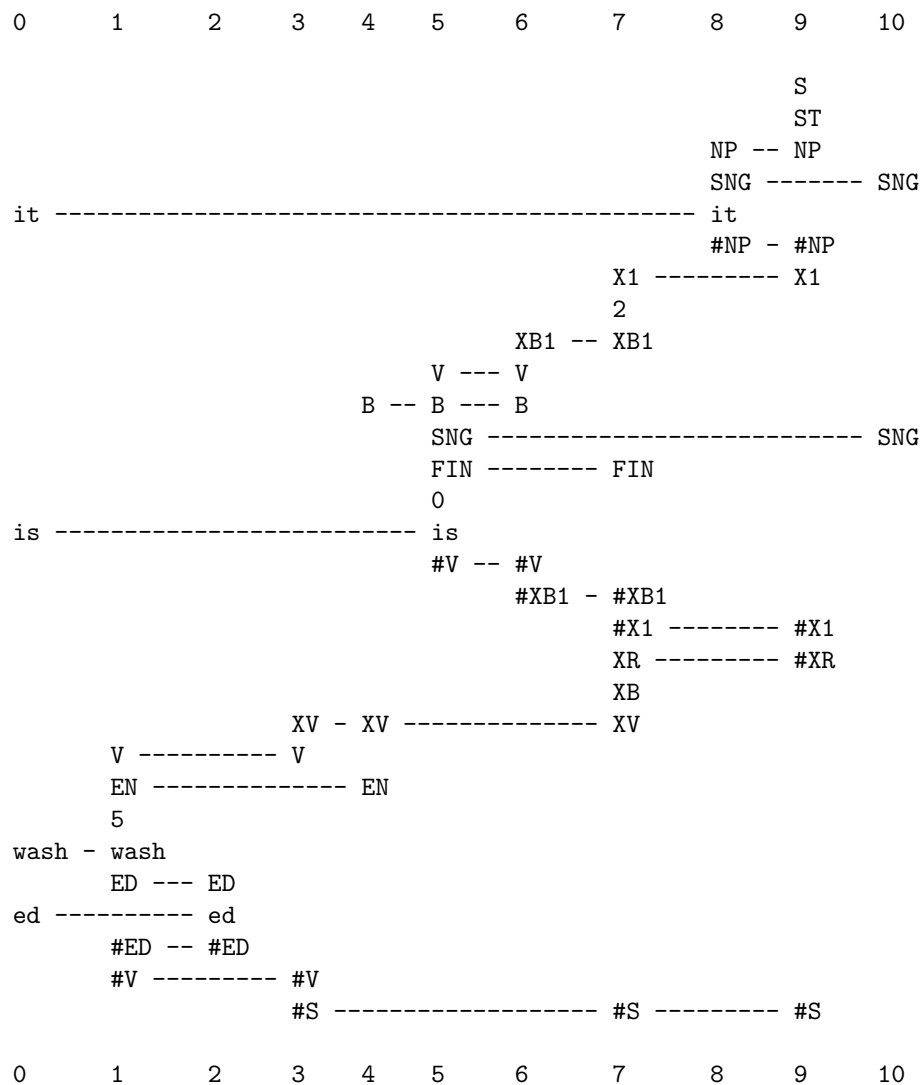 0 1 2 3 4 5 6 7 8 9 10
S
ST
NP -- NP
SNG ------- SNG
it ---------------------------------------------- it
#NP - #NP
X1 --------- X1
2
XB1 -- XB1
V --- V
B -- B --- B
SNG --------------------------- SNG
FIN -------- FIN
0
is -------------------------- is
#V -- #V
#XB1 - #XB1
#X1 -------- #X1
XR --------- #XR
XB
XV - XV -------------- XV
V ---------- V
EN -------------- EN
5
wash - wash
ED --- ED
ed ---------- ed
#ED -- #ED
#V --------- #V
#S ------------------- #S --------- #S
0 1 2 3 4 5 6 7 8 9 10